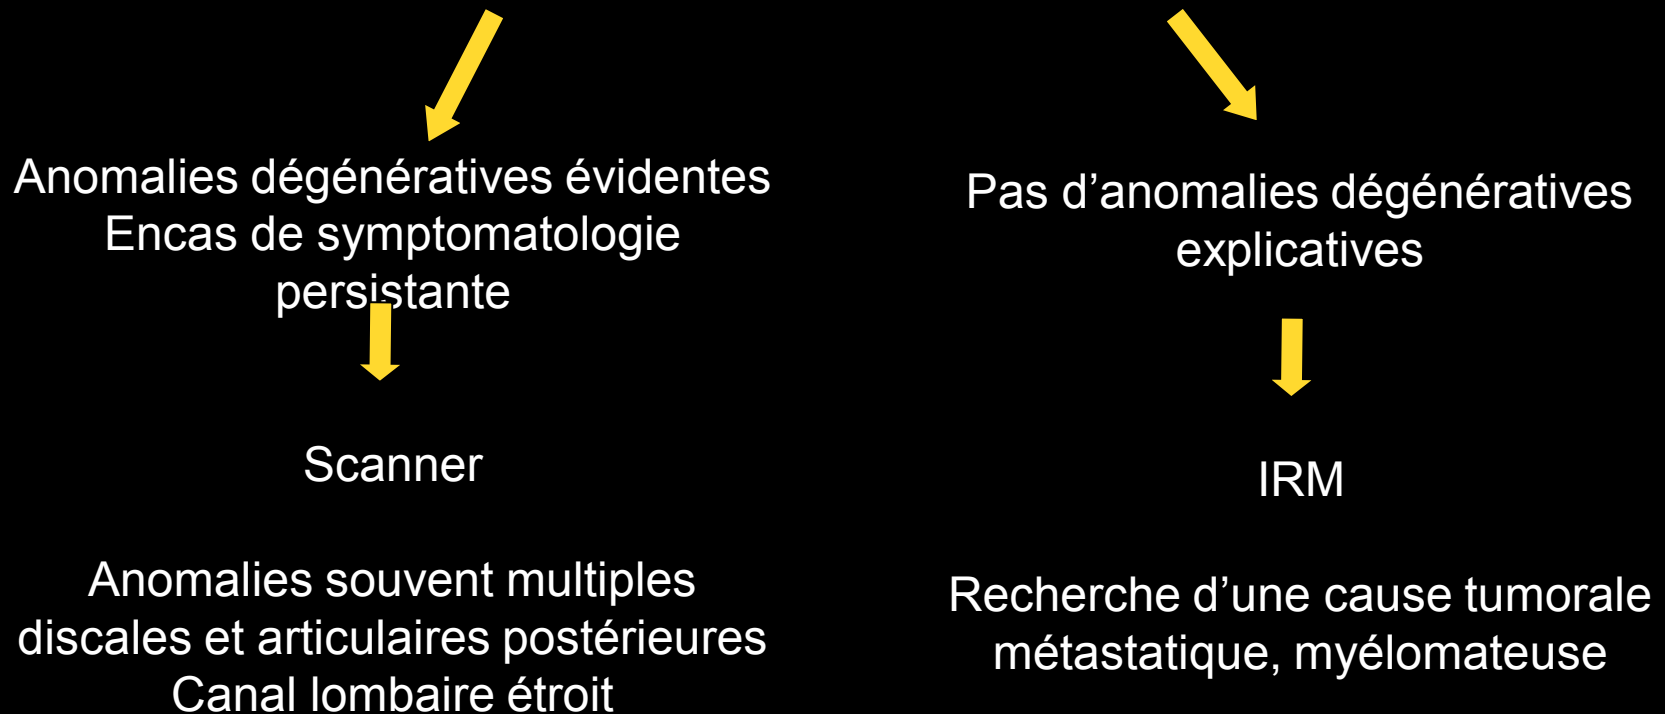 Anomalies dégénératives évidentes
Encas de symptomatologie
persistante
Scanner
Anomalies souvent multiples
discales et articulaires postérieures
Canal lombaire étroit
Pas d’anomalies dégénératives
explicatives
IRM
Recherche d’une cause tumorale
métastatique, myélomateuse